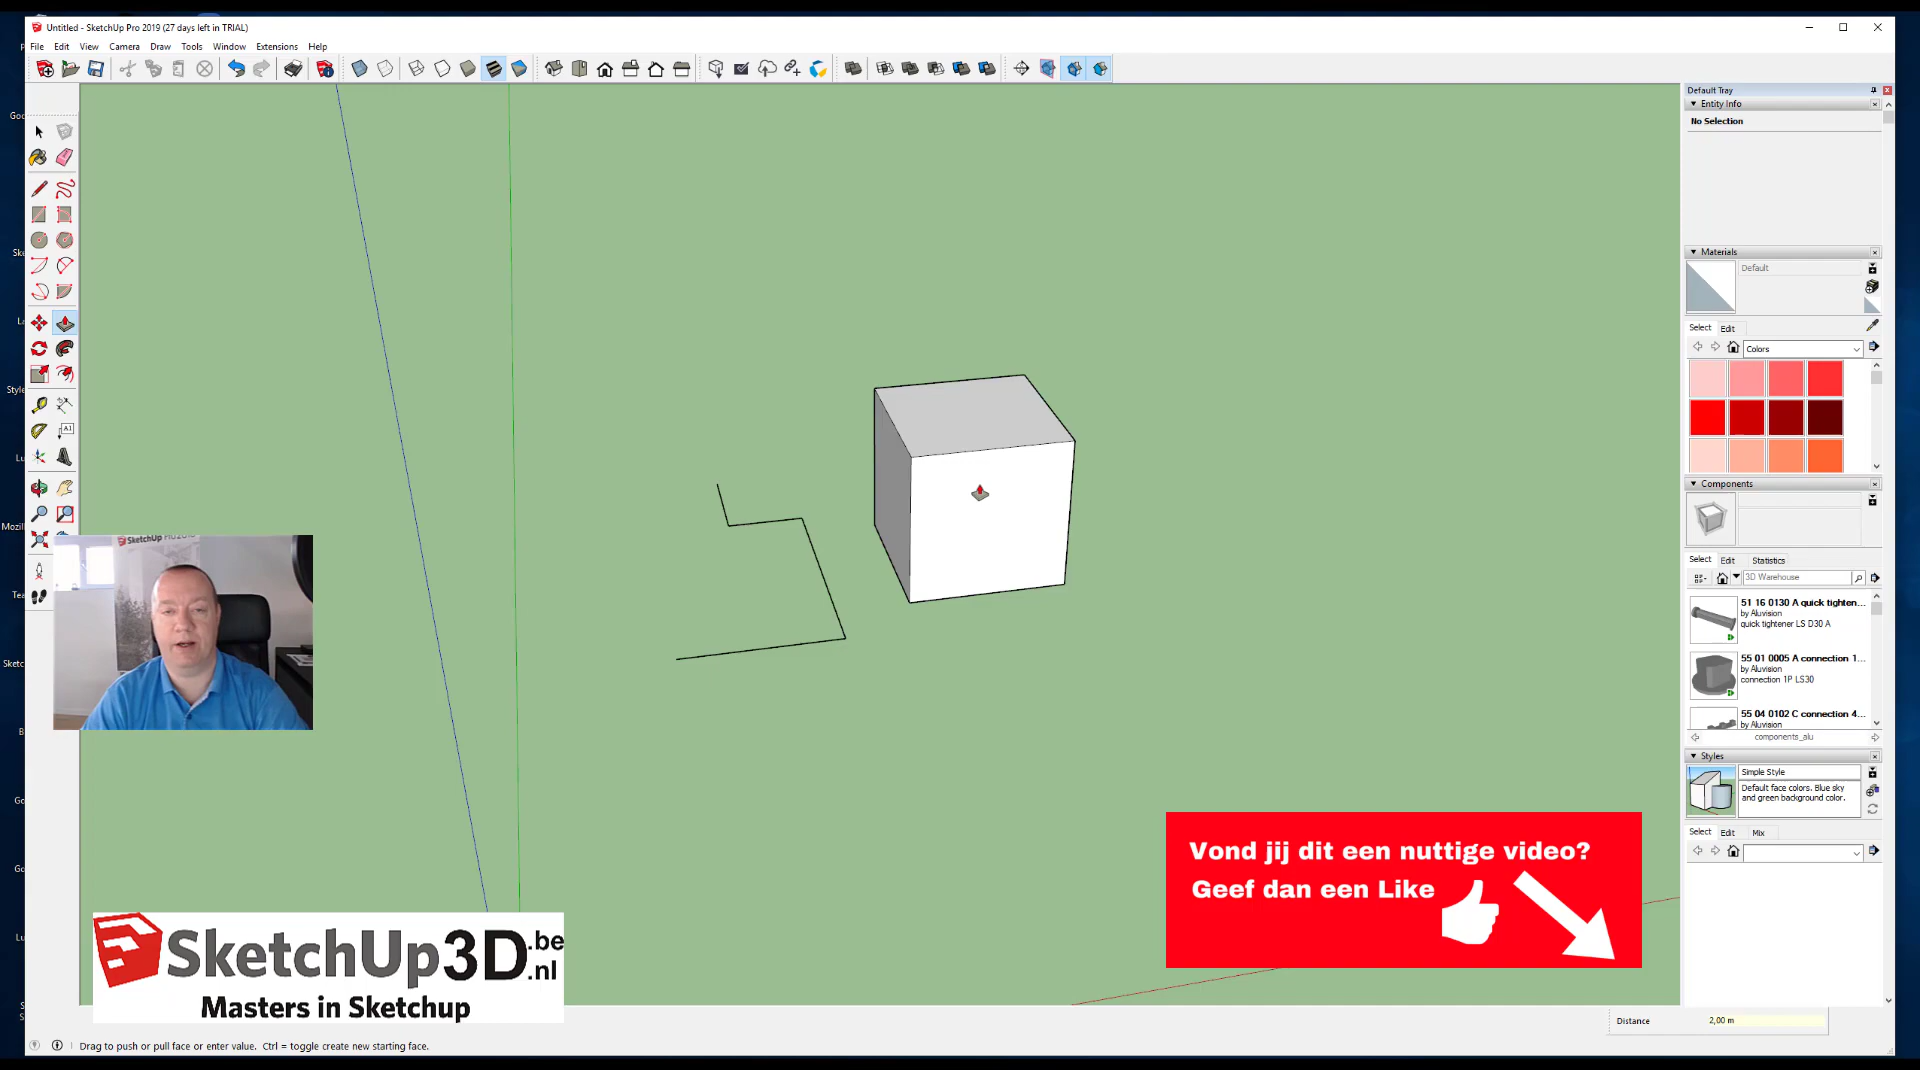 Untitled - SketchUp Pro 2019 (27 days left in TRIAL)
File Edit View Camera Draw Tools Window Extensions Help
Default Tray
Entity Info
No Selection
Materials
Default
Select Edit
Colors
Components
Select Edit Statistics
3D Warehouse
51 16 0130 A quick tighten...
by Aluvision
quick tightener LS D30 A
55 01 0005 A connection 1...
by Aluvision
connection 1P LS30
55 04 0102 C connection 4...
by Aluvision
components_alu
Styles
Simple Style
Default face colors. Blue sky
and green background color.
Select Edit Mix
Vond jij dit een nuttige video?
Geef dan een Like
SketchUp3D.be
.nl
Masters in Sketchup
Distance 2,00 m
Drag to push or pull face or enter value. Ctrl = toggle create new starting face.